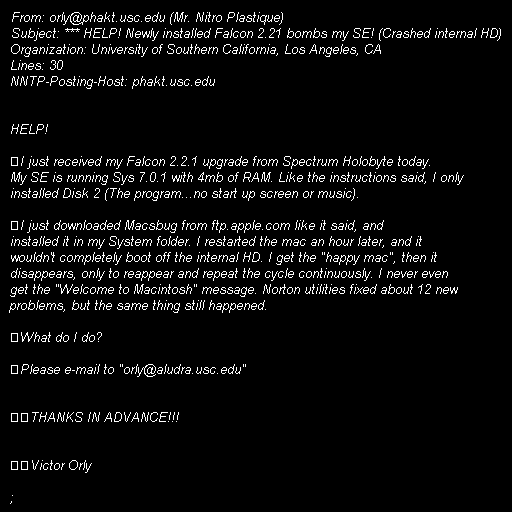 From: orly@phakt.usc.edu (Mr. Nitro Plastique)
Subject: *** HELP! Newly installed Falcon 2.21 bombs my SE! (Crashed internal HD)
Organization: University of Southern California, Los Angeles, CA
Lines: 30
NNTP-Posting-Host: phakt.usc.edu
HELP!
▯I just received my Falcon 2.2.1 upgrade from Spectrum Holobyte today.
My SE is running Sys 7.0.1 with 4mb of RAM. Like the instructions said, I only
installed Disk 2 (The program...no start up screen or music).
▯I just downloaded Macsbug from ftp.apple.com like it said, and
installed it in my System folder. I restarted the mac an hour later, and it
wouldn't completely boot off the internal HD. I get the "happy mac", then it
disappears, only to reappear and repeat the cycle continuously. I never even
get the "Welcome to Macintosh" message. Norton utilities fixed about 12 new
problems, but the same thing still happened.
▯What do I do?
▯Please e-mail to "orly@aludra.usc.edu"
▯▯THANKS IN ADVANCE!!!
▯▯Victor Orly
;